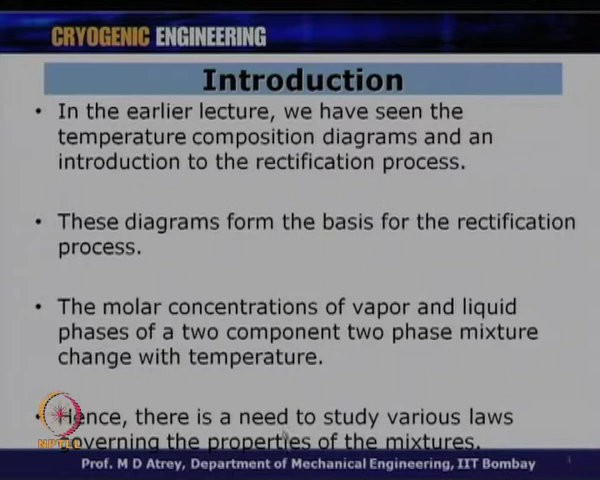 CRYOGENIC ENGINEERING
Introduction
• In the earlier lecture, we have seen the
temperature composition diagrams and an
introduction to the rectification process.
• These diagrams form the basis for the rectification
process.
• The molar concentrations of vapor and liquid
phases of a two component two phase mixture
change with temperature.
• Hence, there is a need to study various laws
governing the properties of the mixtures.
NPTEL
Prof. M D Atrey, Department of Mechanical Engineering, IIT Bombay